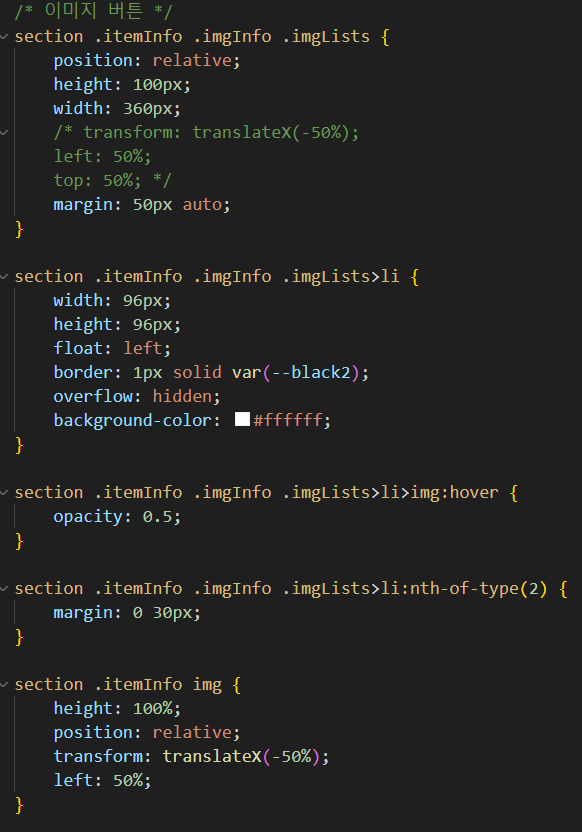 /* 이미지 버튼 */
section .itemInfo .imgInfo .imgLists {
position: relative;
height: 100px;
width: 360px;
/* transform: translateX(-50%);
left: 50%;
top: 50%; */
margin: 50px auto;
}
section .itemInfo .imgInfo .imgLists>li {
width: 96px;
height: 96px;
float: left;
border: 1px solid var(--black2);
overflow: hidden;
background-color: #ffffff;
}
section .itemInfo .imgInfo .imgLists>li>img:hover {
opacity: 0.5;
}
section .itemInfo .imgInfo .imgLists>li:nth-of-type(2) {
margin: 0 30px;
}
section .itemInfo img {
height: 100%;
position: relative;
transform: translateX(-50%);
left: 50%;
}